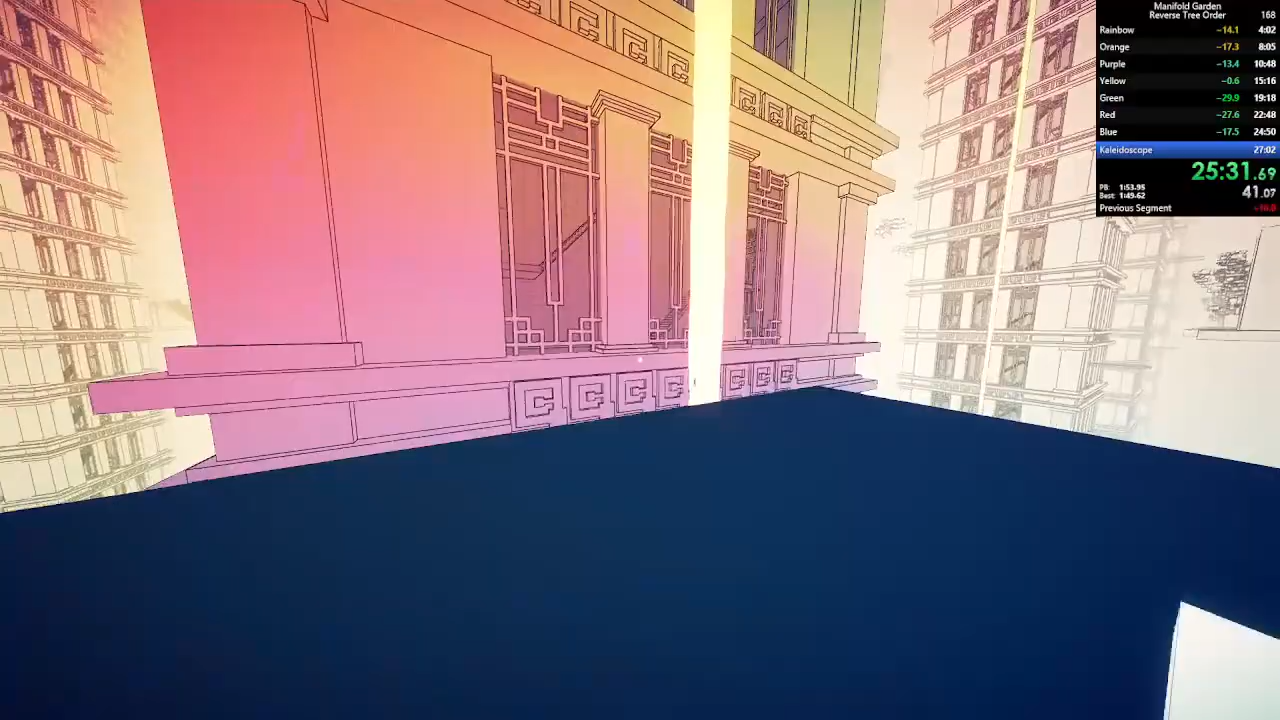 Manifold Garden
Reverse Tree Order 168
Rainbow −14.1 4:02
Orange −17.3 8:05
Purple −13.4 10:48
Yellow −0.6 15:16
Green −29.9 19:18
Red −27.6 22:48
Blue −17.5 24:50
Kaleidoscope 27:02
25:31.69
PB: 1:53.95 41.07
Best: 1:49.62
Previous Segment